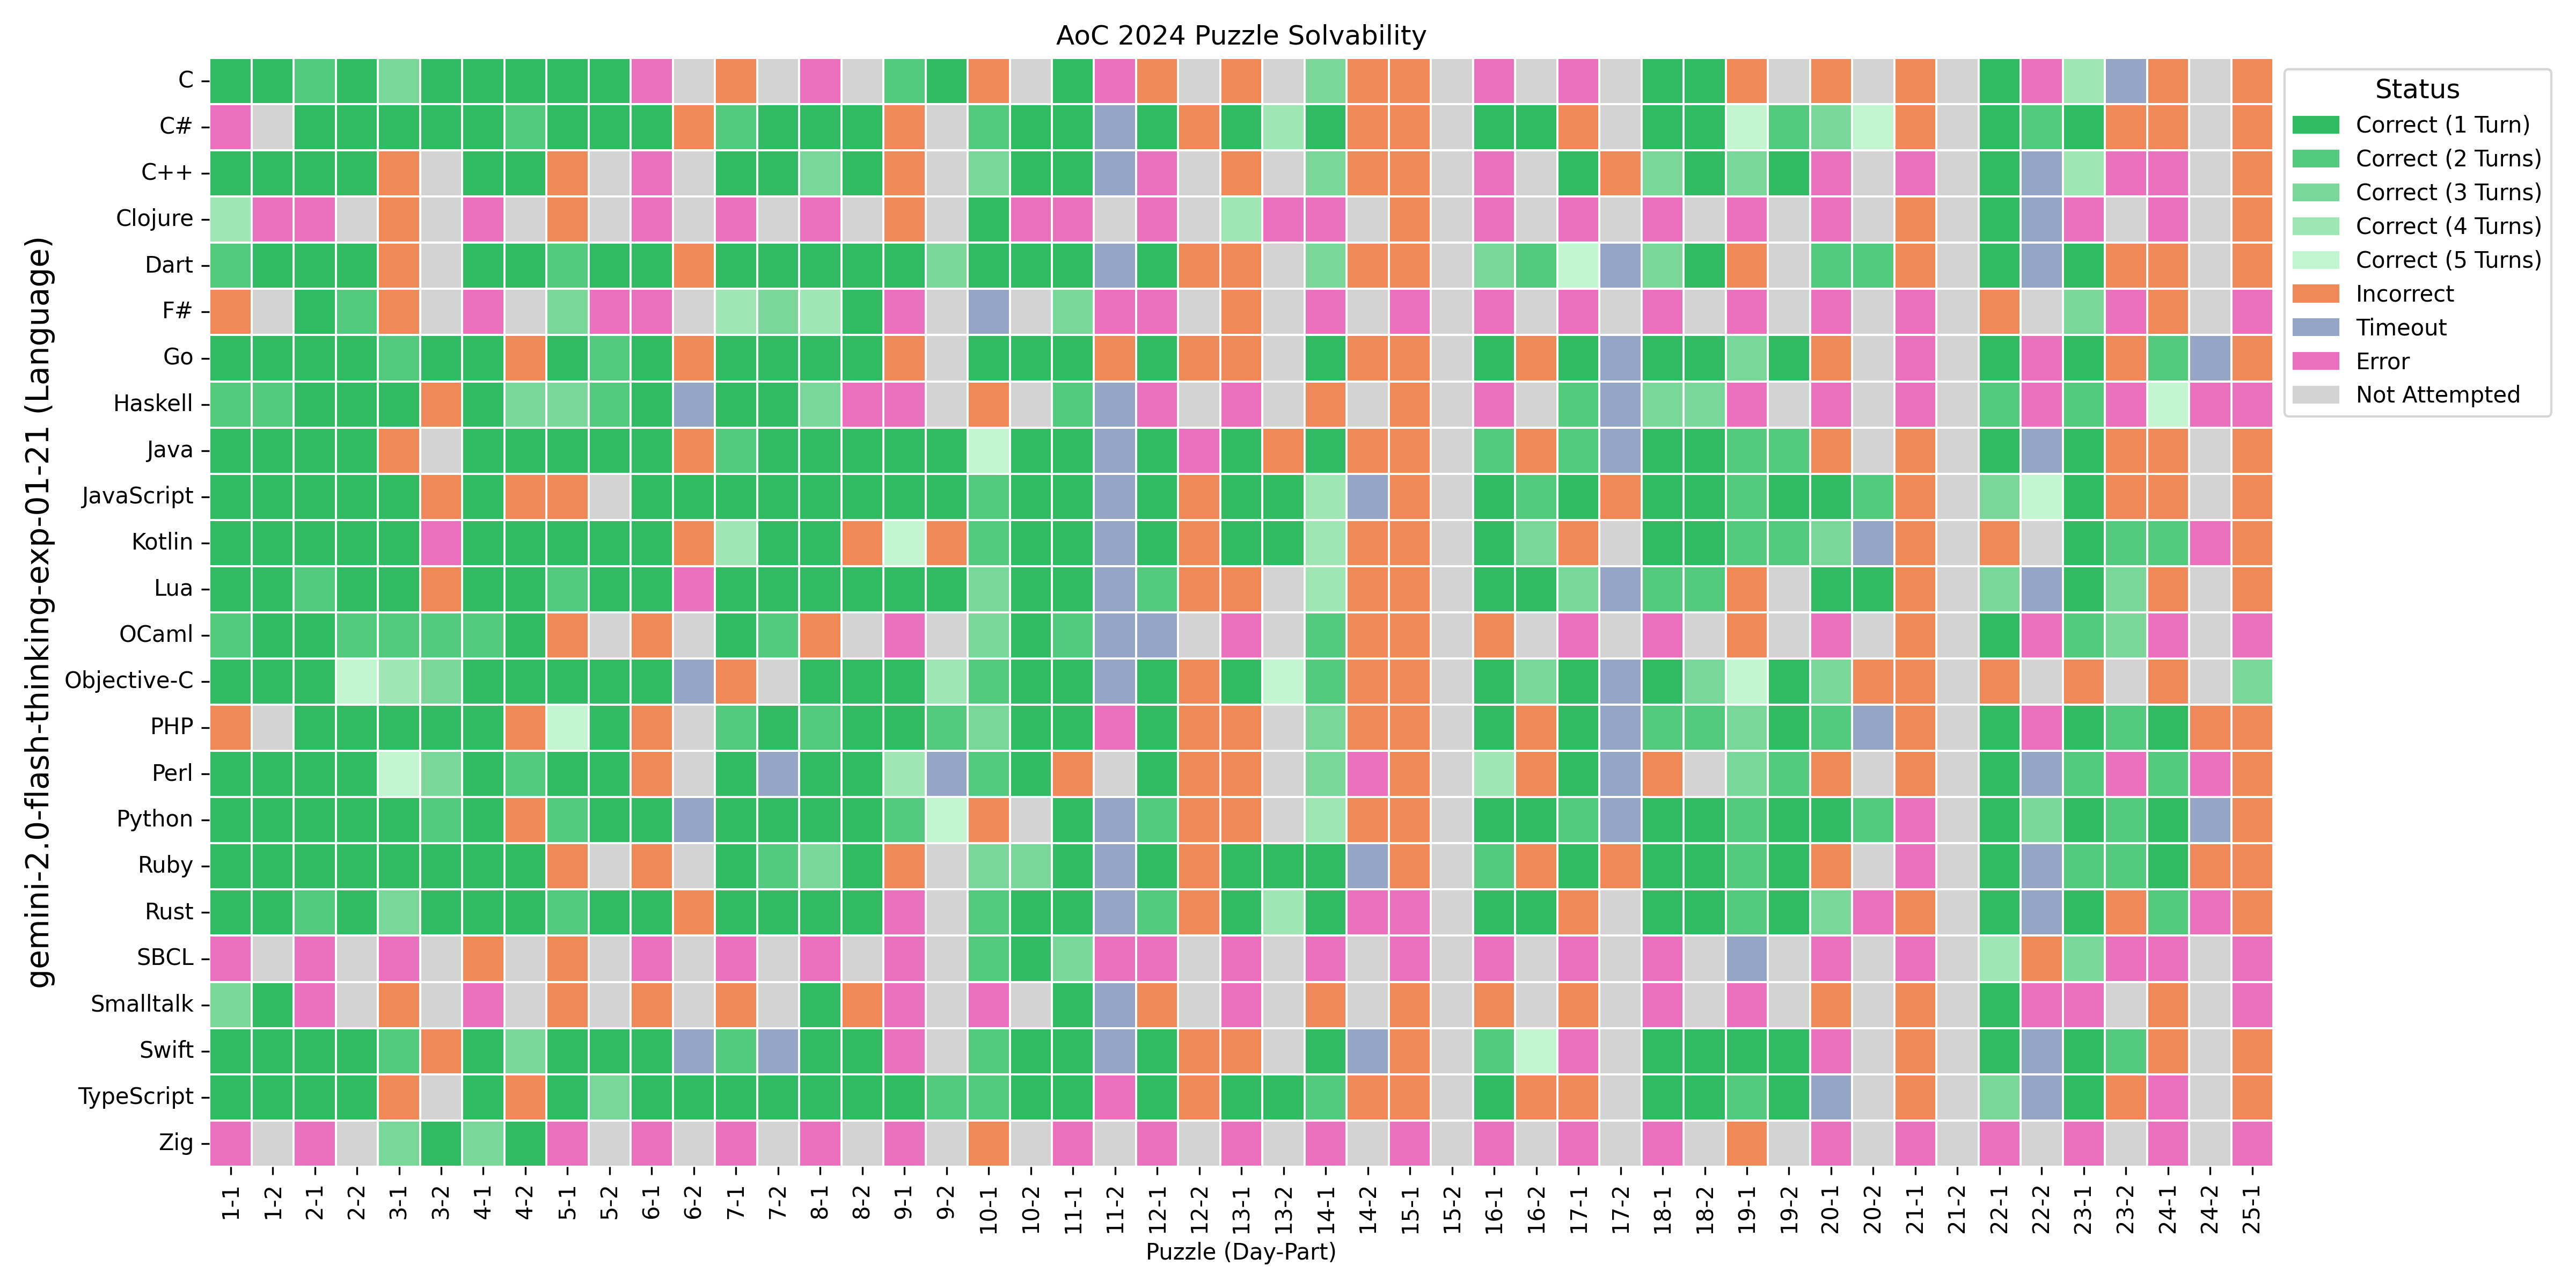 AoC 2024 Puzzle Solvability
gemini-2.0-flash-thinking-exp-01-21 (Language)
C
C#
C++
Clojure
Dart
F#
Go
Haskell
Java
JavaScript
Kotlin
Lua
OCaml
Objective-C
PHP
Perl
Python
Ruby
Rust
SBCL
Smalltalk
Swift
TypeScript
Zig
1-1
1-2
2-1
2-2
3-1
3-2
4-1
4-2
5-1
5-2
6-1
6-2
7-1
7-2
8-1
8-2
9-1
9-2
10-1
10-2
11-1
11-2
12-1
12-2
13-1
13-2
14-1
14-2
15-1
15-2
16-1
16-2
17-1
17-2
18-1
18-2
19-1
19-2
20-1
20-2
21-1
21-2
22-1
22-2
23-1
23-2
24-1
24-2
25-1
Puzzle (Day-Part)
Status
Correct (1 Turn)
Correct (2 Turns)
Correct (3 Turns)
Correct (4 Turns)
Correct (5 Turns)
Incorrect
Timeout
Error
Not Attempted